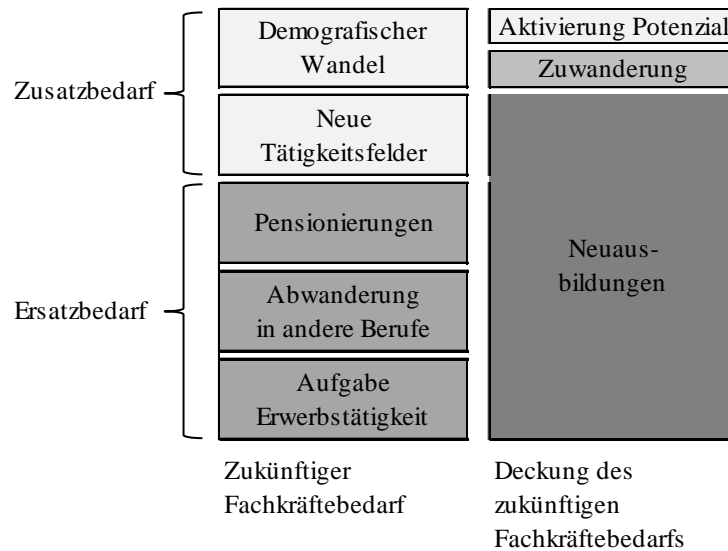 Zusatzbedarf
Demografischer
Wandel
Neue
Tätigkeitsfelder
Ersatzbedarf
Pensionierungen
Abwanderung
in andere Berufe
Aufgabe
Erwerbstätigkeit
Zukünftiger
Fachkräftebedarf
Aktivierung Potenzial
Zuwanderung
Neuaus-
bildungen
Deckung des
zukünftigen
Fachkräftebedarfs